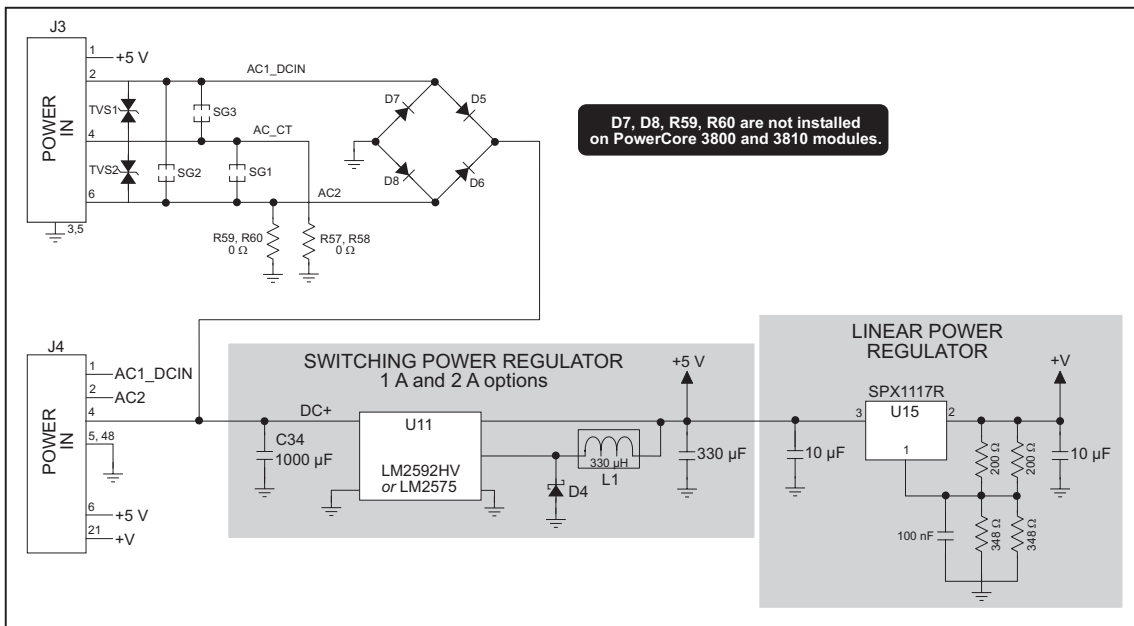 J3
POWER IN
1
+5 V
2
AC1_DCIN
TVS1
SG3
4
AC_CT
TVS2
SG2
SG1
6
AC2
3,5
R59, R60
0 Ω
R57, R58
0 Ω
D7
D5
D8
D6
D7, D8, R59, R60 are not installed
on PowerCore 3800 and 3810 modules.
J4
POWER IN
1
AC1_DCIN
2
AC2
4
5, 48
6
+5 V
21
+V
SWITCHING POWER REGULATOR
1 A and 2 A options
DC+
C34
1000 µF
U11
LM2592HV
or LM2575
D4
330 µH
L1
+5 V
330 µF
LINEAR POWER
REGULATOR
SPX1117R
U15
3
2
1
10 µF
+V
200 Ω
200 Ω
10 µF
100 nF
348 Ω
348 Ω